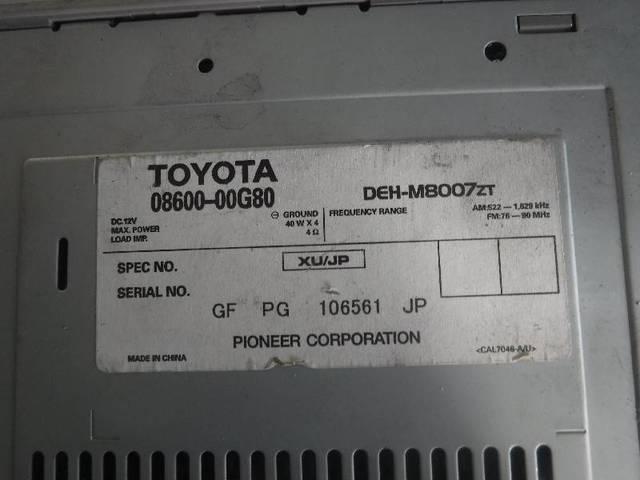 TOYOTA
08600-00G80
DEH-M8007ZT
DC.12V ⊖ GROUND
MAX. POWER 40 W X 4
LOAD IMP. 4 Ω
FREQUENCY RANGE AM:522 — 1,629 kHz
FM:76 — 90 MHz
SPEC NO. XU/JP
SERIAL NO.
GF PG 106561 JP
PIONEER CORPORATION
MADE IN CHINA <CAL7046-A/U>